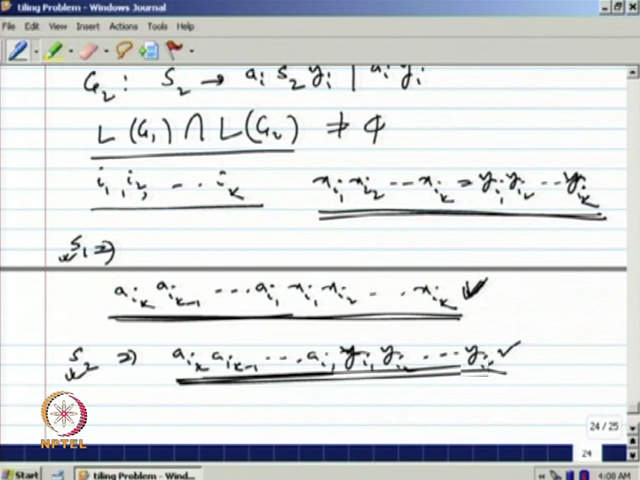 tiling Problem - Windows Journal
File Edit View Insert Actions Tools Help
G₂ : S₂ → aᵢ S₂ yᵢ | aᵢ yᵢ
L (G₁) ∩ L(G₂) ≠ ϕ
i₁, i₂, ... iₖ xᵢ₁ xᵢ₂ ... xᵢₖ = yᵢ₁ yᵢ₂ ... yᵢₖ
S₁ ⇒
aᵢₖ aᵢₖ₋₁ ... aᵢ₁ xᵢ₁ xᵢ₂ ... xᵢₖ ✓
S₂ ⇒ aᵢₖ aᵢₖ₋₁ ... aᵢ₁ yᵢ₁ yᵢ₂ ... yᵢₖ ✓
NPTEL
24 / 25
24
Start
tiling Problem - Wind...
4:08 AM